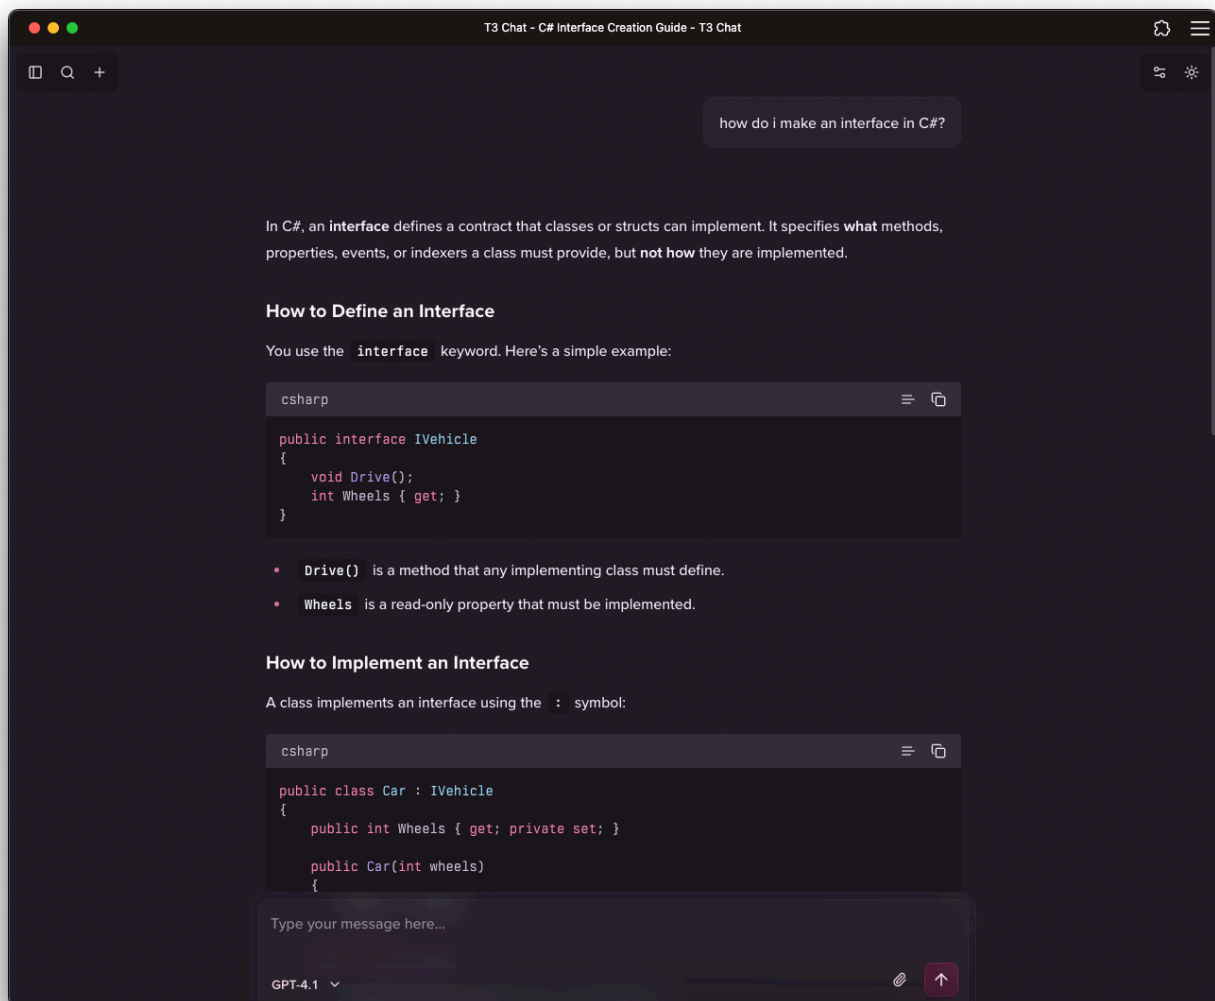 T3 Chat - C# Interface Creation Guide - T3 Chat
how do i make an interface in C#?
In C#, an interface defines a contract that classes or structs can implement. It specifies what methods,
properties, events, or indexers a class must provide, but not how they are implemented.
How to Define an Interface
You use the interface keyword. Here's a simple example:
csharp
public interface IVehicle
{
    void Drive();
    int Wheels { get; }
}
• Drive() is a method that any implementing class must define.
• Wheels is a read-only property that must be implemented.
How to Implement an Interface
A class implements an interface using the : symbol:
csharp
public class Car : IVehicle
{
    public int Wheels { get; private set; }
    public Car(int wheels)
    {
Type your message here...
GPT-4.1